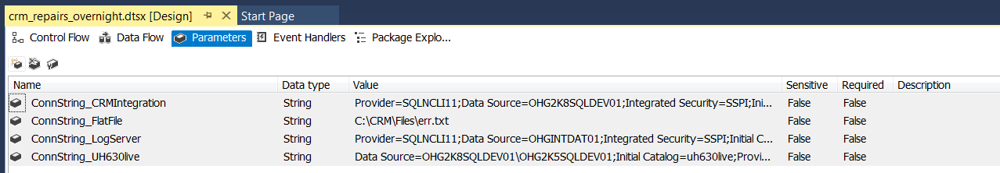 crm_repairs_overnight.dtsx [Design] Start Page
Control Flow Data Flow Parameters Event Handlers Package Explo...
Name Data type Value Sensitive Required Description
ConnString_CRMIntegration String Provider=SQLNCLI11;Data Source=OHG2K8SQLDEV01;Integrated Security=SSPI;Ini... False False
ConnString_FlatFile String C:\CRM\Files\err.txt False False
ConnString_LogServer String Provider=SQLNCLI11;Data Source=OHGINTDAT01;Integrated Security=SSPI;Initial C... False False
ConnString_UH630live String Data Source=OHG2K8SQLDEV01\OHG2K5SQLDEV01;Initial Catalog=uh630live;Provi... False False